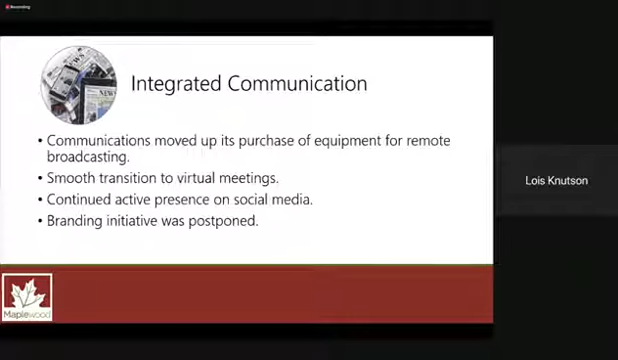 Recording
NEWS
Integrated Communication
• Communications moved up its purchase of equipment for remote
broadcasting.
• Smooth transition to virtual meetings.
• Continued active presence on social media.
• Branding initiative was postponed.
Lois Knutson
Maplewood